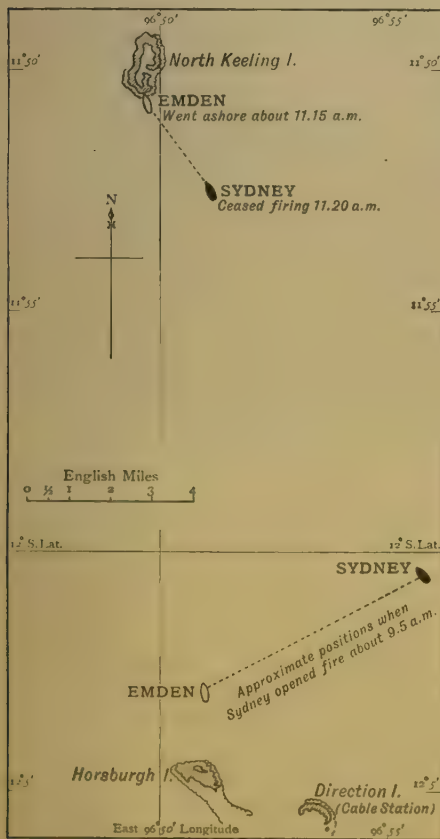 96°50'
96°55'
11°50'
11°50'
North Keeling I.
EMDEN
Went ashore about 11.15 a.m.
SYDNEY
Ceased firing 11.20 a.m.
N
11°55'
11°55'
English Miles
0 ½ 1 2 3 4
12° S. Lat.
12° S. Lat.
SYDNEY
Approximate positions when
Sydney opened fire about 9.5 a.m.
EMDEN
Horsburgh I.
12°5'
12°5'
Direction I.
(Cable Station)
East 96°50' Longitude
96°55'